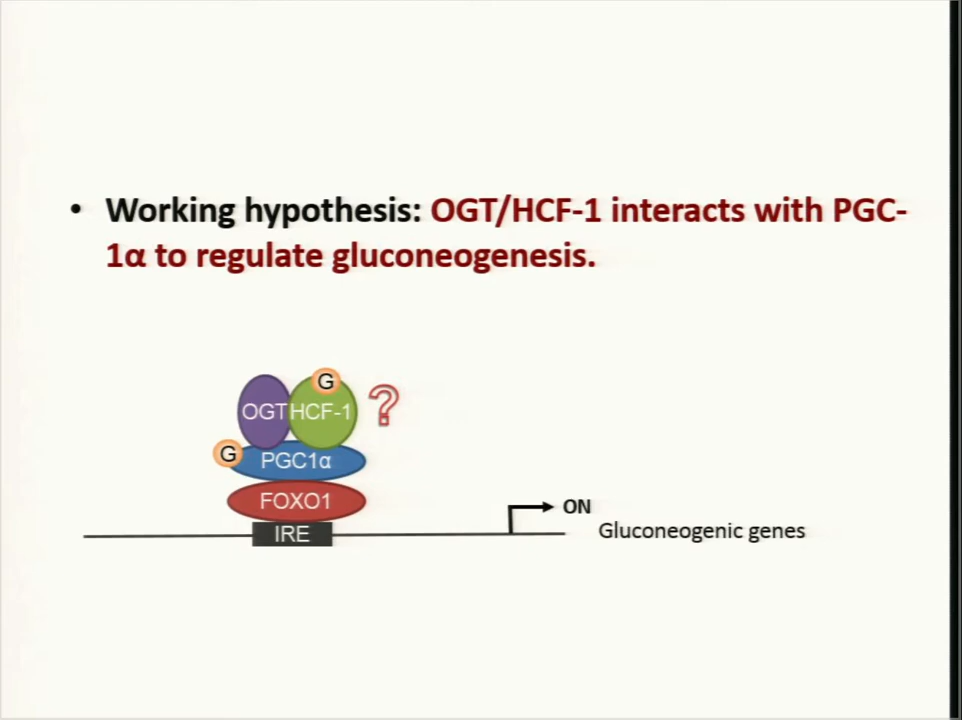 • Working hypothesis: OGT/HCF-1 interacts with PGC-
1α to regulate gluconeogenesis.
G
OGT HCF-1 ?
G PGC1α
FOXO1
ON
IRE
Gluconeogenic genes